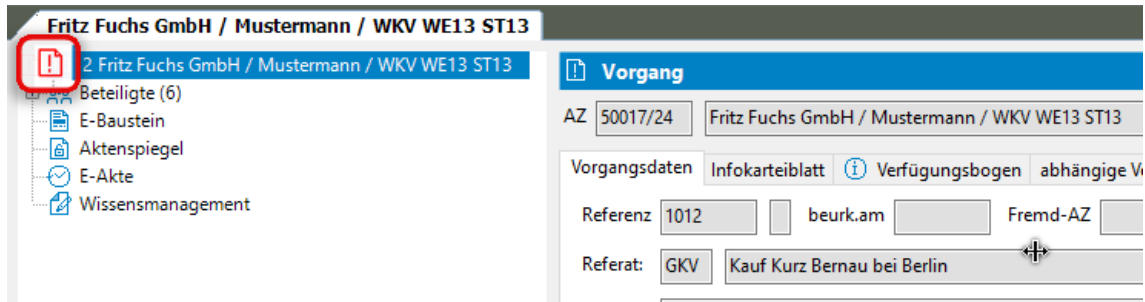 Fritz Fuchs GmbH / Mustermann / WKV WE13 ST13
2 Fritz Fuchs GmbH / Mustermann / WKV WE13 ST13
Beteiligte (6)
E-Baustein
Aktenspiegel
E-Akte
Wissensmanagement
Vorgang
AZ 50017/24 Fritz Fuchs GmbH / Mustermann / WKV WE13 ST13
Vorgangsdaten Infokarteiblatt Verfügungsbogen abhängige V
Referenz 1012 beurk.am Fremd-AZ
Referat: GKV Kauf Kurz Bernau bei Berlin